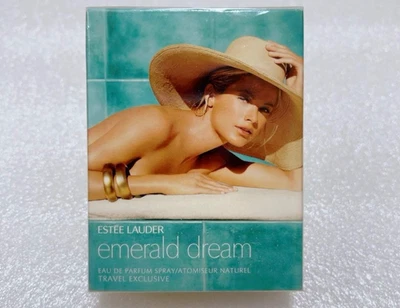 ESTĒE LAUDER
emerald dream
EAU DE PARFUM SPRAY/ATOMISEUR NATUREL
TRAVEL EXCLUSIVE